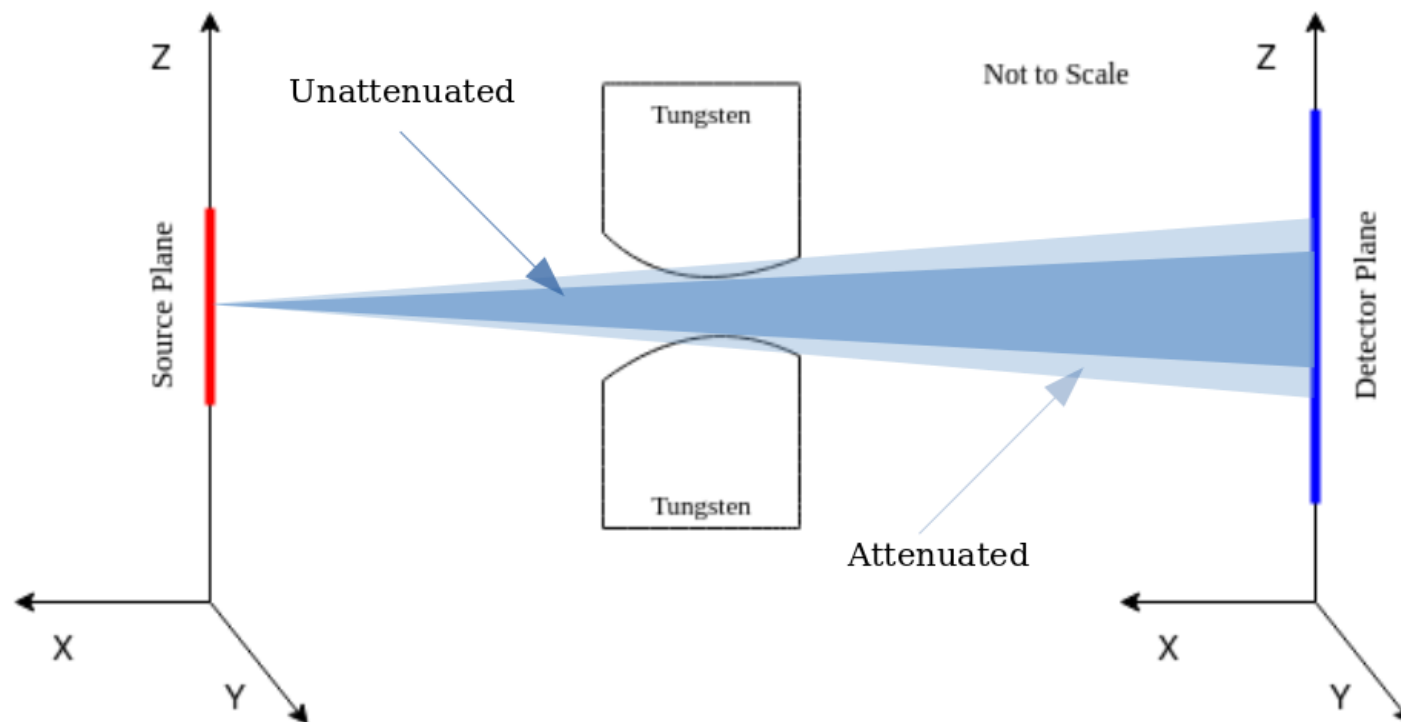 Z
Unattenuated
Tungsten
Not to Scale
Z
Source Plane
Detector Plane
Tungsten
Attenuated
X
Y
X
Y